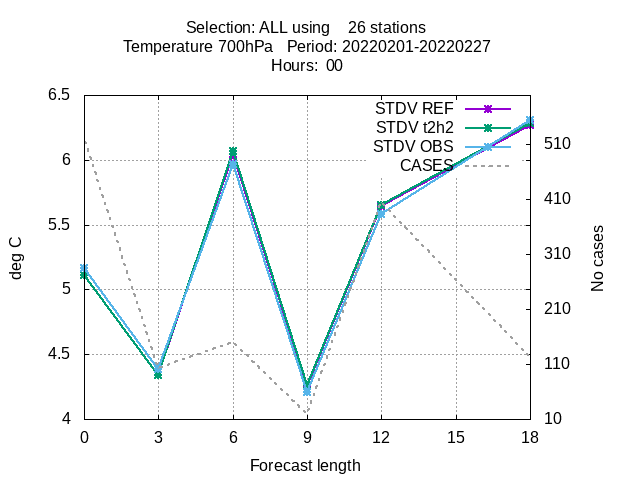 Selection: ALL using 26 stations
Temperature 700hPa Period: 20220201-20220227
Hours: 00
STDV REF
STDV t2h2
STDV OBS
CASES
6.5
6
5.5
5
4.5
4
deg C
510
410
310
210
110
10
No cases
0 3 6 9 12 15 18
Forecast length